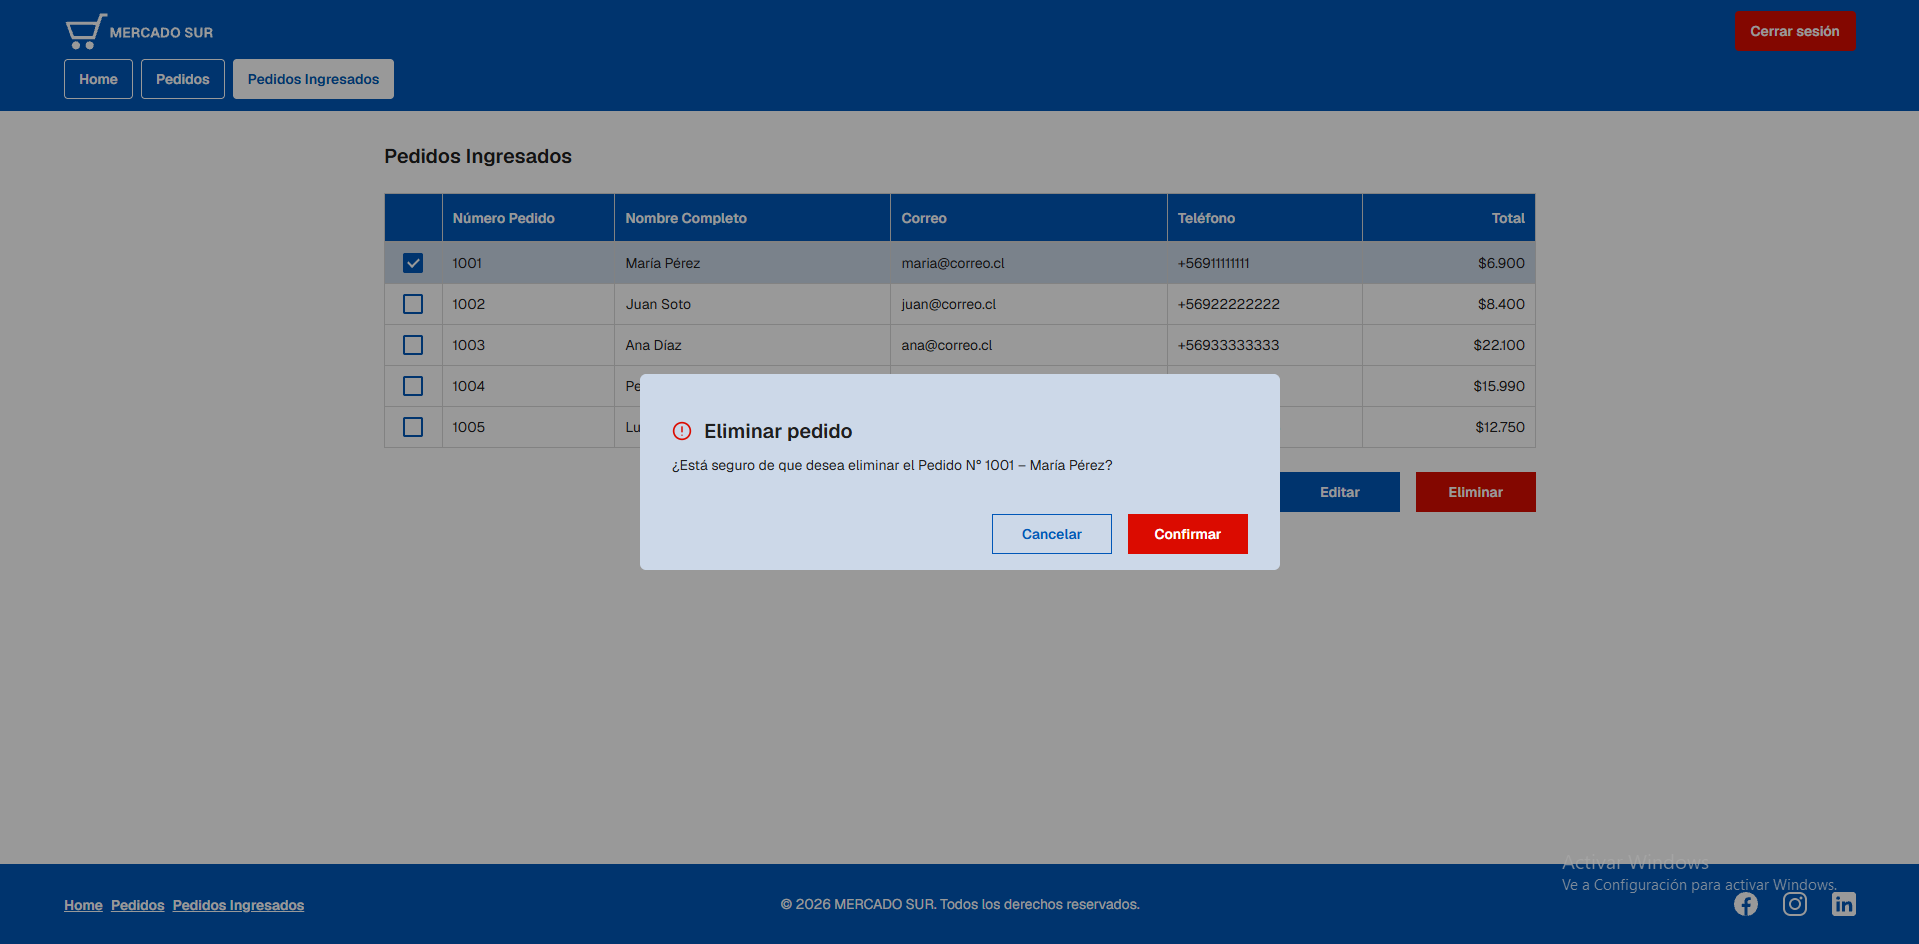 MERCADO SUR
Cerrar sesión
Home Pedidos Pedidos Ingresados
Pedidos Ingresados
Número Pedido Nombre Completo Correo Teléfono Total
1001 María Pérez maria@correo.cl +56911111111 $6.900
1002 Juan Soto juan@correo.cl +56922222222 $8.400
1003 Ana Díaz ana@correo.cl +56933333333 $22.100
1004 Pe $15.990
1005 Lu $12.750
Eliminar pedido
¿Está seguro de que desea eliminar el Pedido N° 1001 – María Pérez?
Cancelar Confirmar
Editar Eliminar
Activar Windows
Ve a Configuración para activar Windows.
Home Pedidos Pedidos Ingresados
© 2026 MERCADO SUR. Todos los derechos reservados.